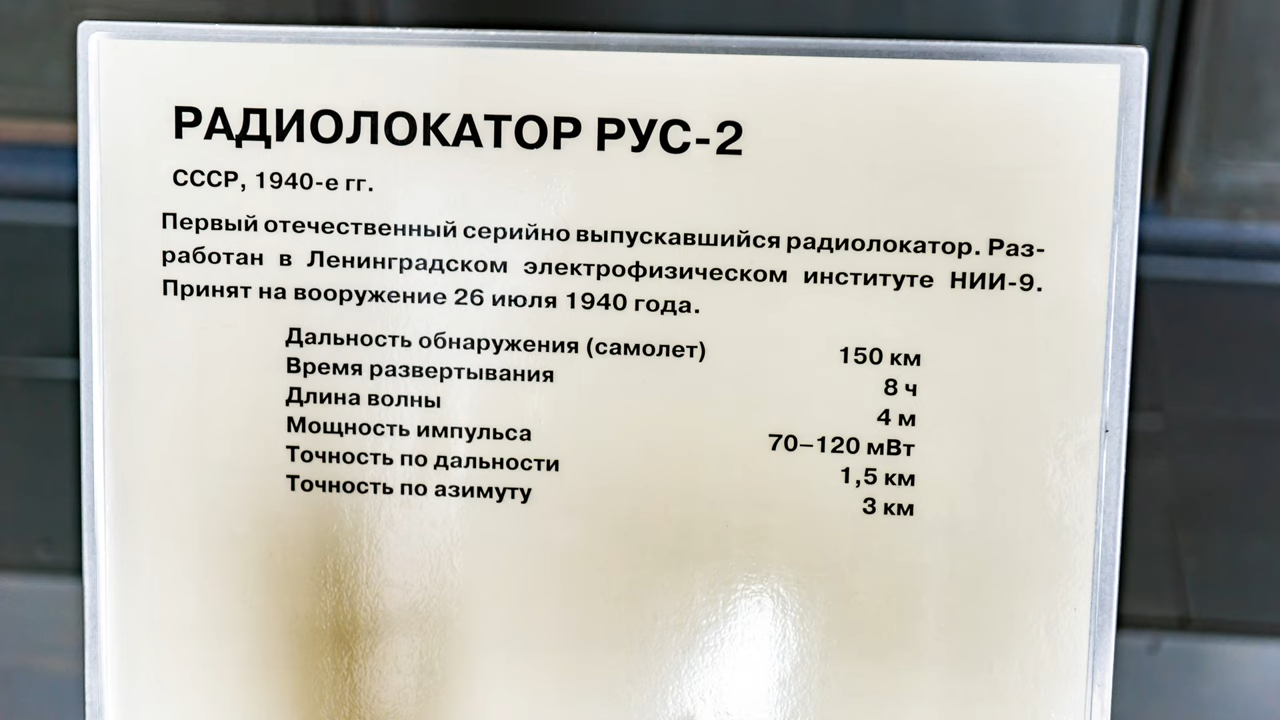 РАДИОЛОКАТОР РУС-2
СССР, 1940-е гг.
Первый отечественный серийно выпускавшийся радиолокатор. Раз-
работан в Ленинградском электрофизическом институте НИИ-9.
Принят на вооружение 26 июля 1940 года.
Дальность обнаружения (самолет) 150 км
Время развертывания 8 ч
Длина волны 4 м
Мощность импульса 70–120 мВт
Точность по дальности 1,5 км
Точность по азимуту 3 км